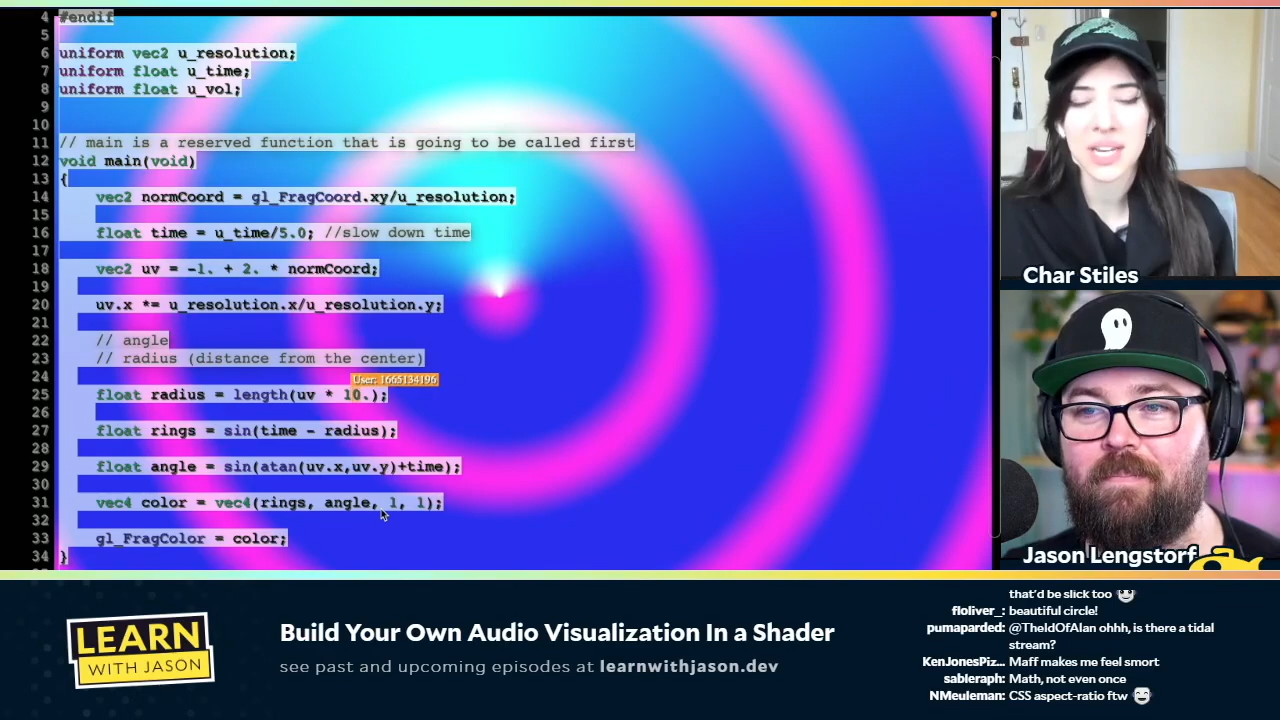 4 #endif
5
6 uniform vec2 u_resolution;
7 uniform float u_time;
8 uniform float u_vol;
9
10
11 // main is a reserved function that is going to be called first
12 void main(void)
13 {
14 vec2 normCoord = gl_FragCoord.xy/u_resolution;
15
16 float time = u_time/5.0; //slow down time
17
18 vec2 uv = -1. + 2. * normCoord;
19
20 uv.x *= u_resolution.x/u_resolution.y;
21
22 // angle
23 // radius (distance from the center)
24
User: 1665134196
25 float radius = length(uv * 10.);
26
27 float rings = sin(time - radius);
28
29 float angle = sin(atan(uv.x,uv.y)+time);
30
31 vec4 color = vec4(rings, angle, 1, 1);
32
33 gl_FragColor = color;
34 }
Char Stiles
Jason Lengstorf
LEARN
WITH JASON
Build Your Own Audio Visualization In a Shader
see past and upcoming episodes at learnwithjason.dev
that'd be slick too
floliver_: beautiful circle!
pumaparded: @TheIdOfAlan ohhh, is there a tidal
stream?
KenJonesPiz... Maff makes me feel smort
sableraph: Math, not even once
NMeuleman: CSS aspect-ratio ftw